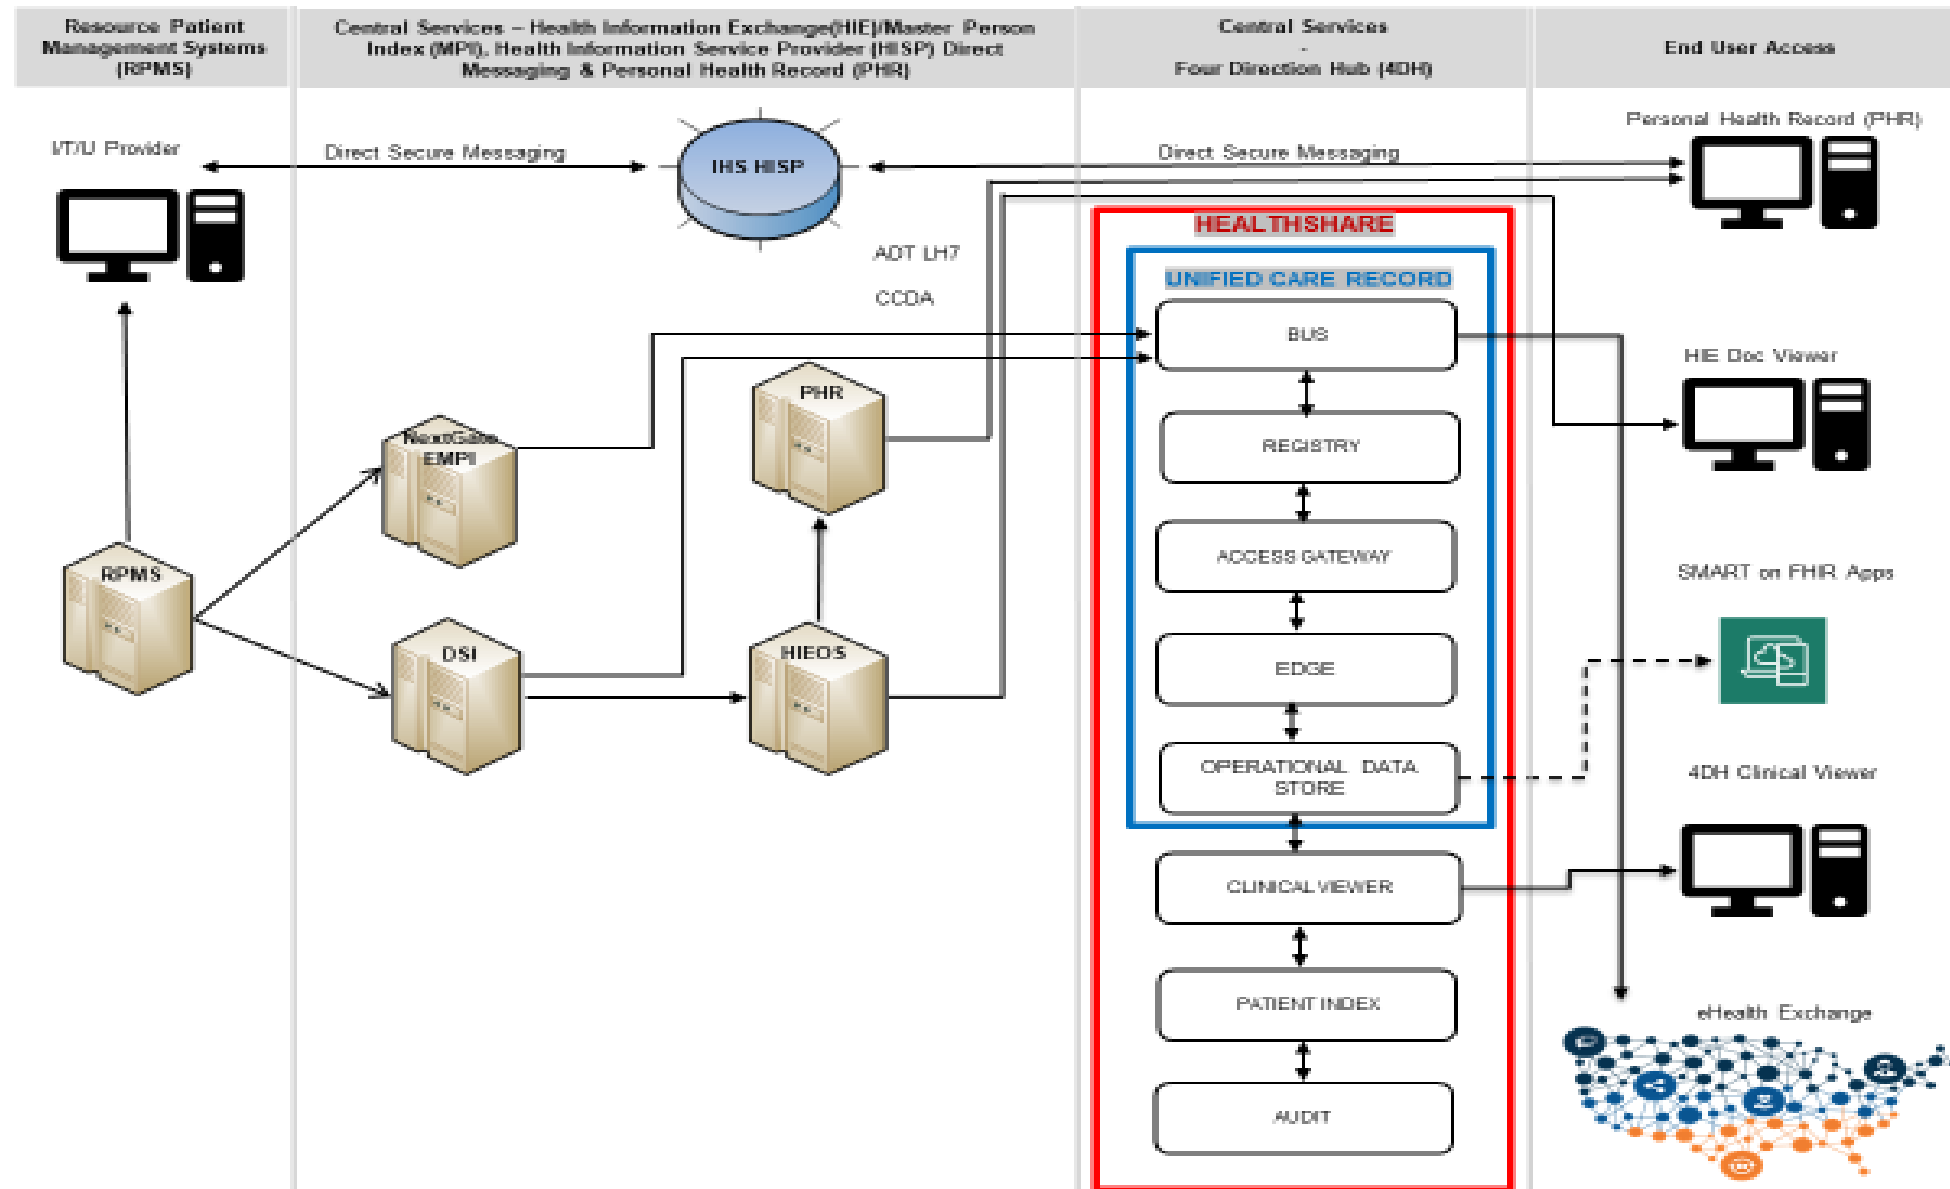 Resource Patient
Management Systems
(RPMS)
Central Services – Health Information Exchange(HIE)/Master Person
Index (MPI), Health Information Service Provider (HISP) Direct
Messaging & Personal Health Record (PHR)
Central Services
-
Four Direction Hub (4DH)
End User Access
I/T/U Provider
Direct Secure Messaging
IHS HISP
Direct Secure Messaging
Personal Health Record (PHR)
HEALTHSHARE
ADT LH7
CCDA
UNIFIED CARE RECORD
BUS
HIE Doc Viewer
PHR
NextGate
EMPI
REGISTRY
ACCESS GATEWAY
SMART on FHIR Apps
RPMS
DSI
HIEOS
EDGE
OPERATIONAL DATA
STORE
4DH Clinical Viewer
CLINICAL VIEWER
PATIENT INDEX
eHealth Exchange
AUDIT